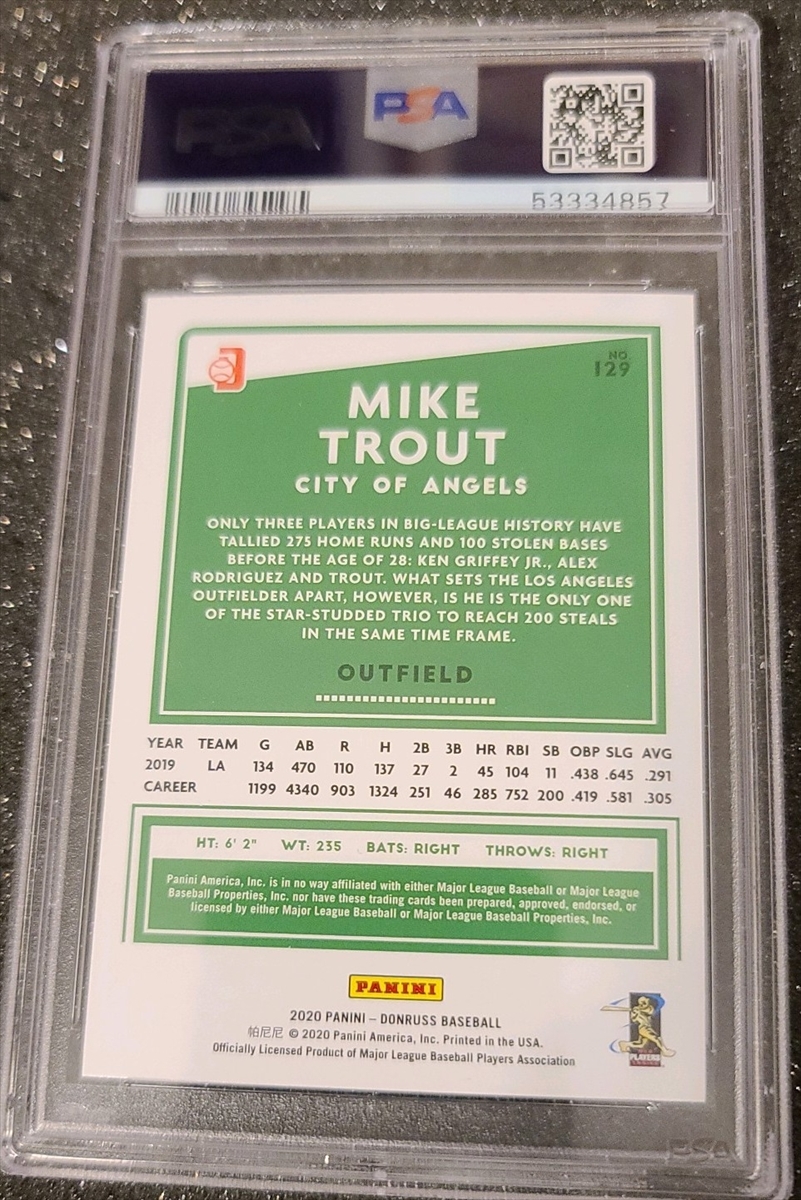 PSA
PSA
53334857
NO.
129
MIKE
TROUT
CITY OF ANGELS
ONLY THREE PLAYERS IN BIG-LEAGUE HISTORY HAVE
TALLIED 275 HOME RUNS AND 100 STOLEN BASES
BEFORE THE AGE OF 28: KEN GRIFFEY JR., ALEX
RODRIGUEZ AND TROUT. WHAT SETS THE LOS ANGELES
OUTFIELDER APART, HOWEVER, IS HE IS THE ONLY ONE
OF THE STAR-STUDDED TRIO TO REACH 200 STEALS
IN THE SAME TIME FRAME.
OUTFIELD
YEAR TEAM G AB R H 2B 3B HR RBI SB OBP SLG AVG
2019 LA 134 470 110 137 27 2 45 104 11 .438 .645 .291
CAREER 1199 4340 903 1324 251 46 285 752 200 .419 .581 .305
HT: 6' 2" WT: 235 BATS: RIGHT THROWS: RIGHT
Panini America, Inc. is in no way affiliated with either Major League Baseball or Major League
Baseball Properties, Inc. nor have these trading cards been prepared, approved, endorsed, or
licensed by either Major League Baseball or Major League Baseball Properties, Inc.
PANINI
2020 PANINI – DONRUSS BASEBALL
帕尼尼 © 2020 Panini America, Inc. Printed in the USA.
Officially Licensed Product of Major League Baseball Players Association
PLAYERS
PSA